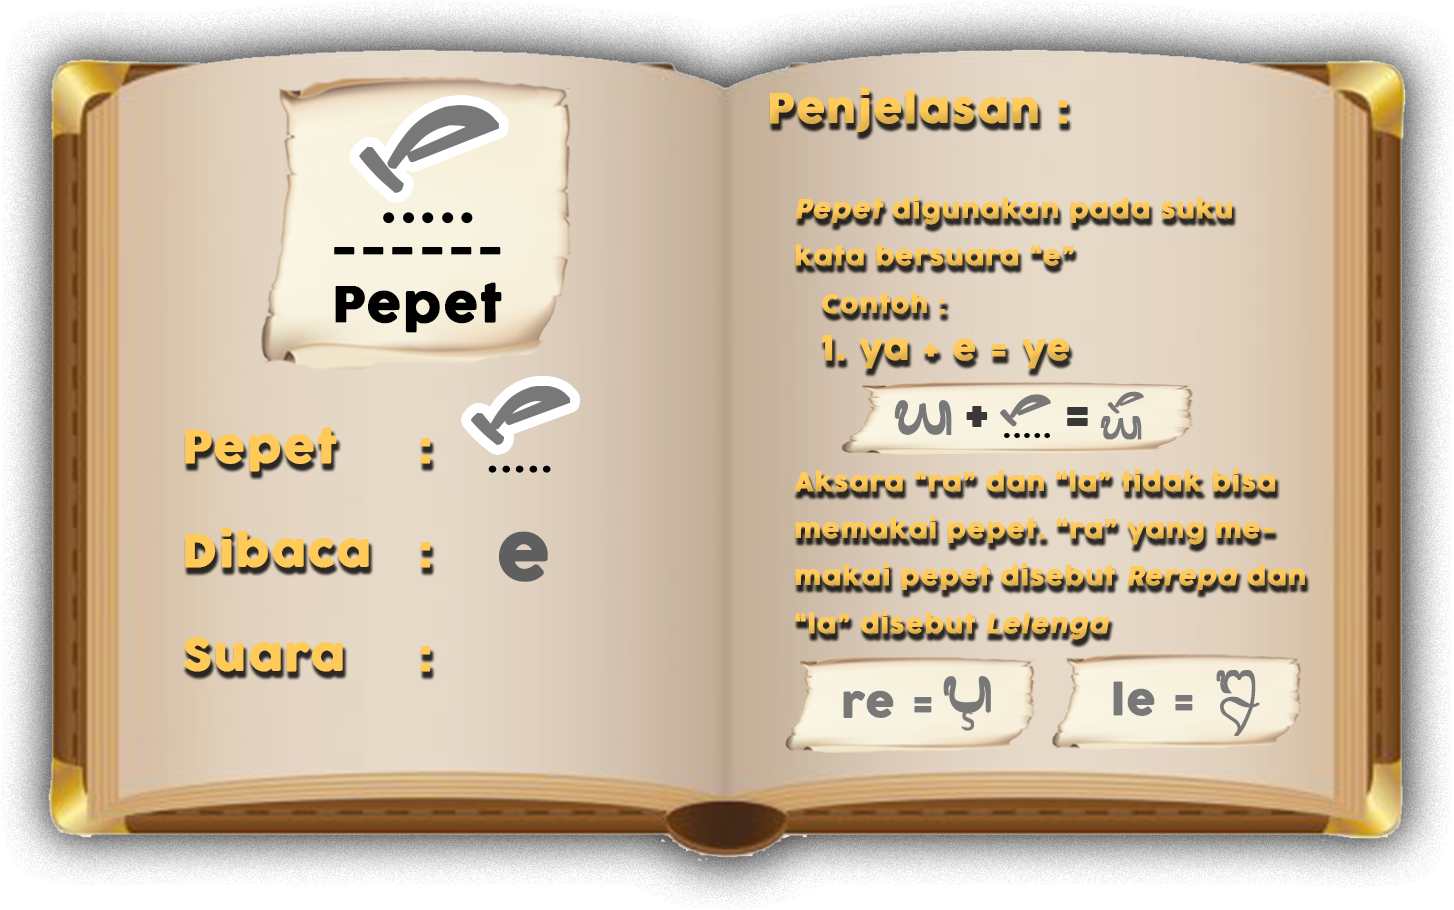 ᬾ
.....
------
Pepet
Pepet : .....
Dibaca : e
Suara :
Penjelasan :
Pepet digunakan pada suku
kata bersuara “e”
Contoh :
1. ya + e = ye
ᬬ + ..... = ᬬᭂ
Aksara “ra” dan “la” tidak bisa
memakai pepet. “ra” yang me-
makai pepet disebut Rerepa dan
“la” disebut Lelenga
re = ᬋ
le = ᬍ